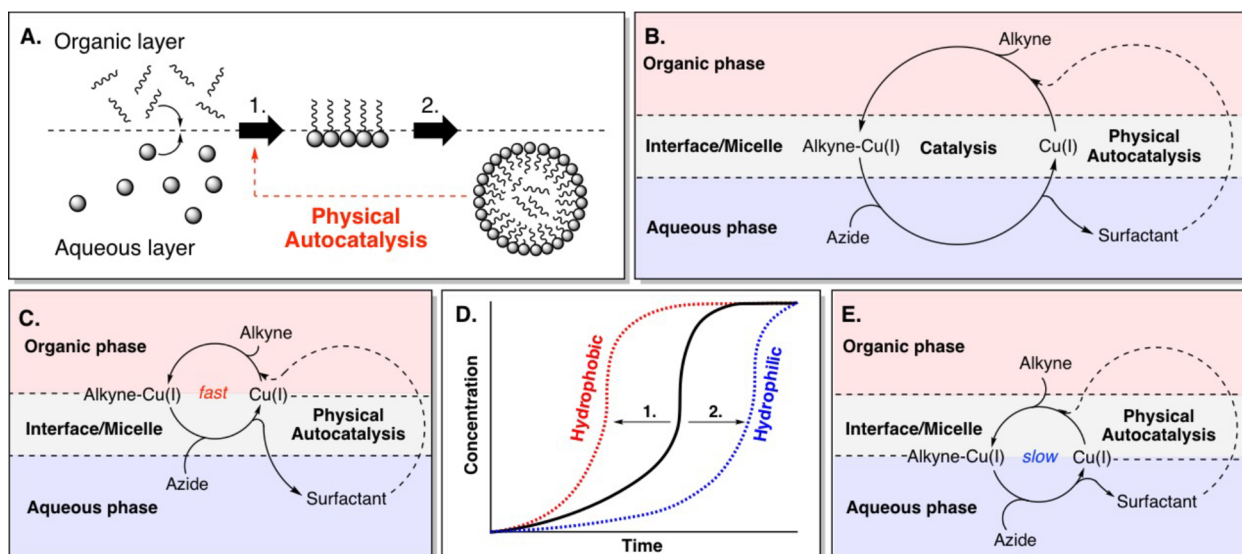 A.
Organic layer
1.
2.
Physical
Autocatalysis
Aqueous layer
B.
Alkyne
Organic phase
Interface/Micelle
Alkyne-Cu(I)
Catalysis
Cu(I)
Physical
Autocatalysis
Aqueous phase
Azide
Surfactant
C.
Alkyne
Organic phase
Alkyne-Cu(I)
fast
Cu(I)
Interface/Micelle
Physical
Autocatalysis
Azide
Surfactant
Aqueous phase
D.
Concentration
Hydrophobic
1.
2.
Hydrophilic
Time
E.
Organic phase
Alkyne
Interface/Micelle
Physical
Autocatalysis
Alkyne-Cu(I)
slow
Cu(I)
Aqueous phase
Surfactant
Azide